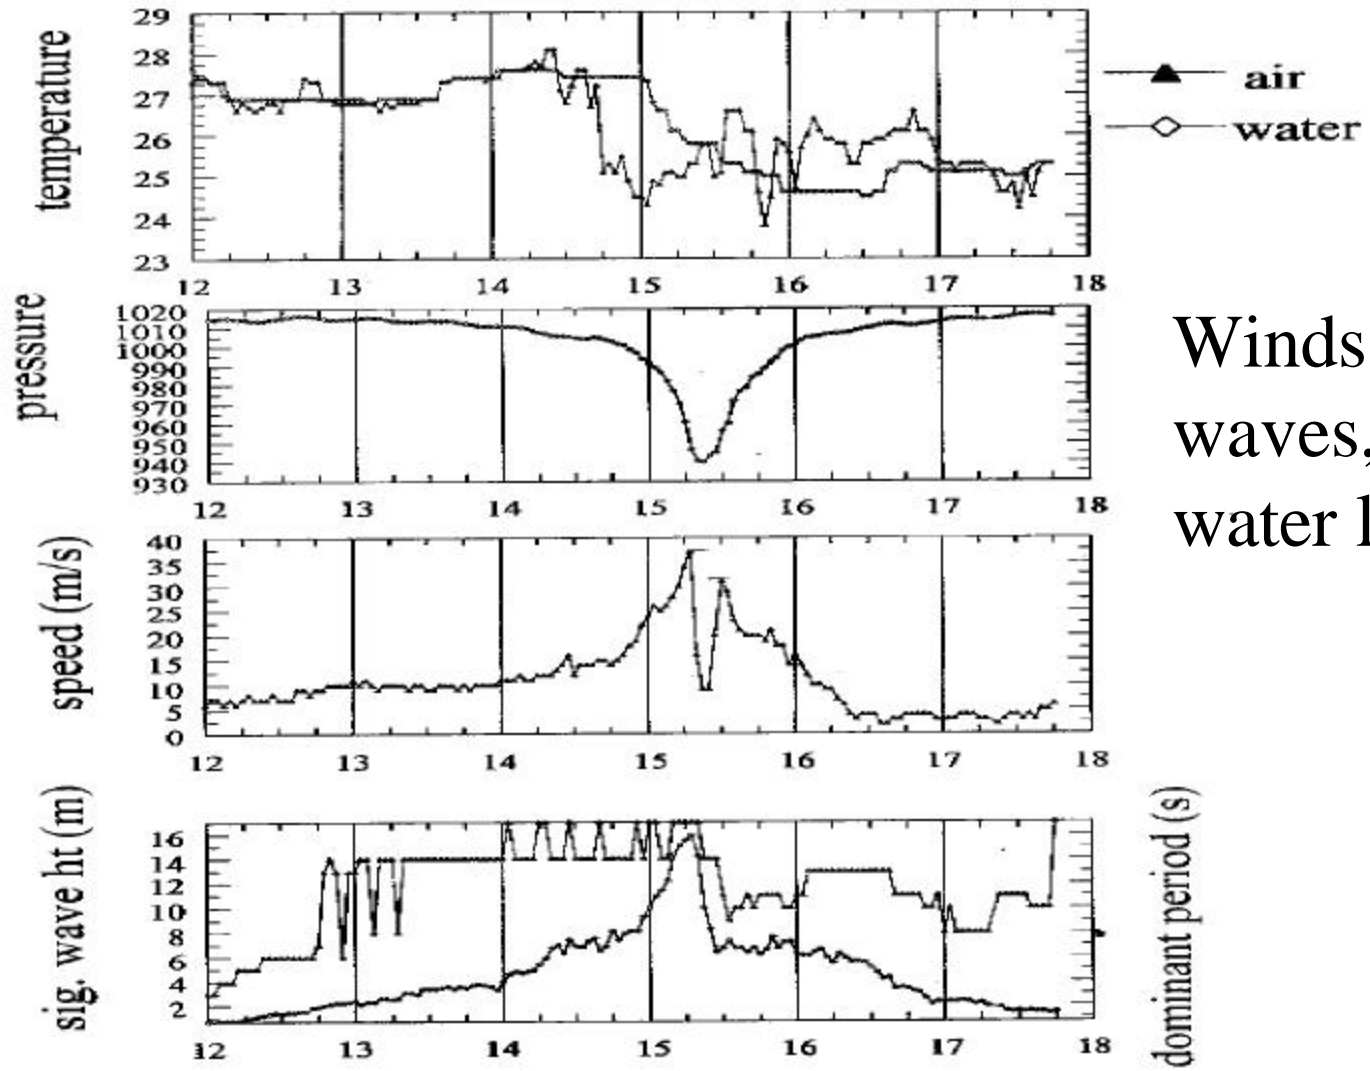 temperature
29
28
27
26
25
24
23
12 13 14 15 16 17 18
air
water
pressure
1020
1010
1000
990
980
970
960
950
940
930
12 13 14 15 16 17 18
Winds
waves,
water l
speed (m/s)
40
35
30
25
20
15
10
5
0
12 13 14 15 16 17 18
sig. wave ht (m)
16
14
12
10
8
6
4
2
12 13 14 15 16 17 18
dominant period (s)